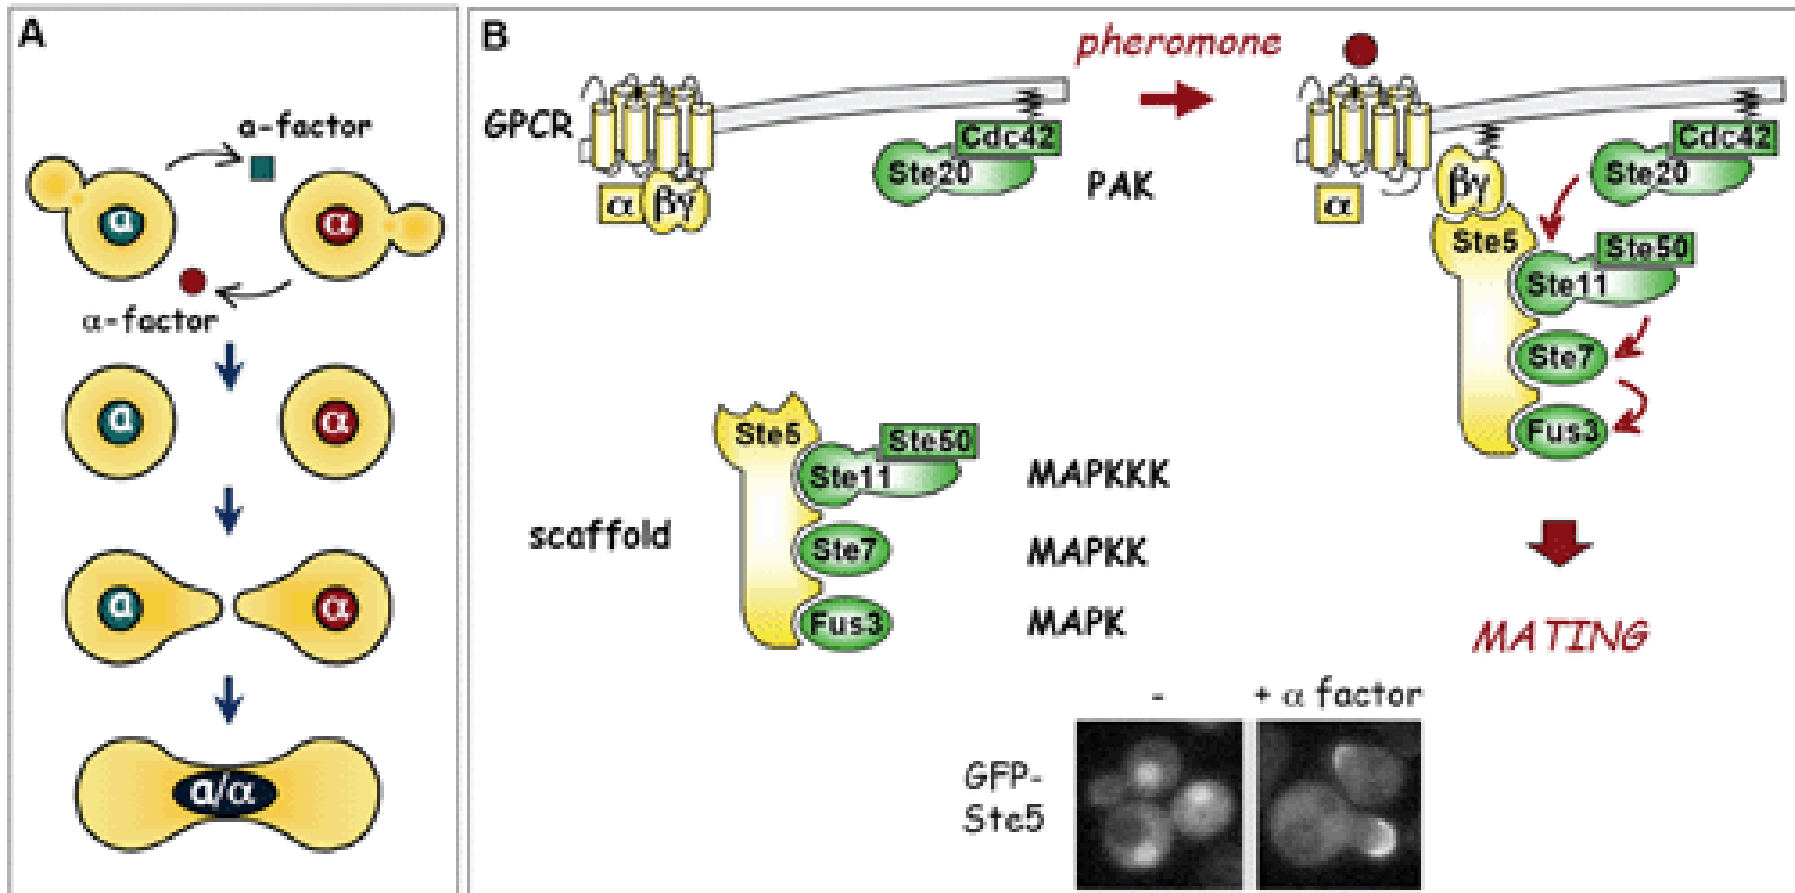 A
a-factor
a
α
α-factor
a
α
a
α
a/α
B
pheromone
GPCR
α
βγ
Cdc42
Ste20
PAK
α
βγ
Cdc42
Ste20
Ste5
Ste50
Ste11
Ste7
Fus3
scaffold
Ste5
Ste50
Ste11
MAPKKK
Ste7
MAPKK
Fus3
MAPK
MATING
- + α factor
GFP-
Ste5